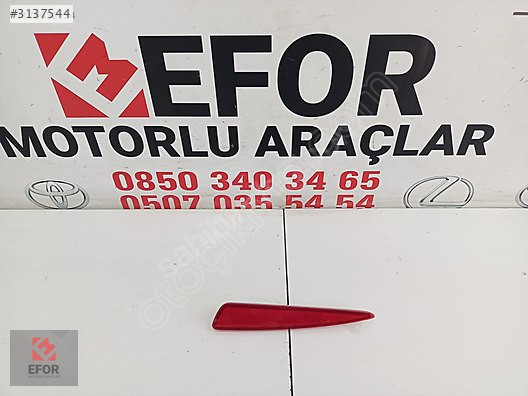 #3137544
EFOR
MOTORLU ARAÇLAR
0850 340 34 65
0507 035 54 54
EFOR